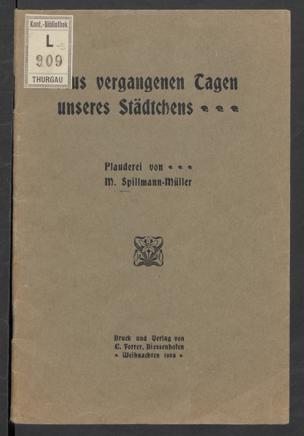 Kant.-Bibliothek
L
909
THURGAU
us vergangenen Tagen
unseres Städtchens
Plauderei von
M. Spillmann-Müller
Druck und Verlag von
C. Forrer, Diessenhofen
Weihnachten